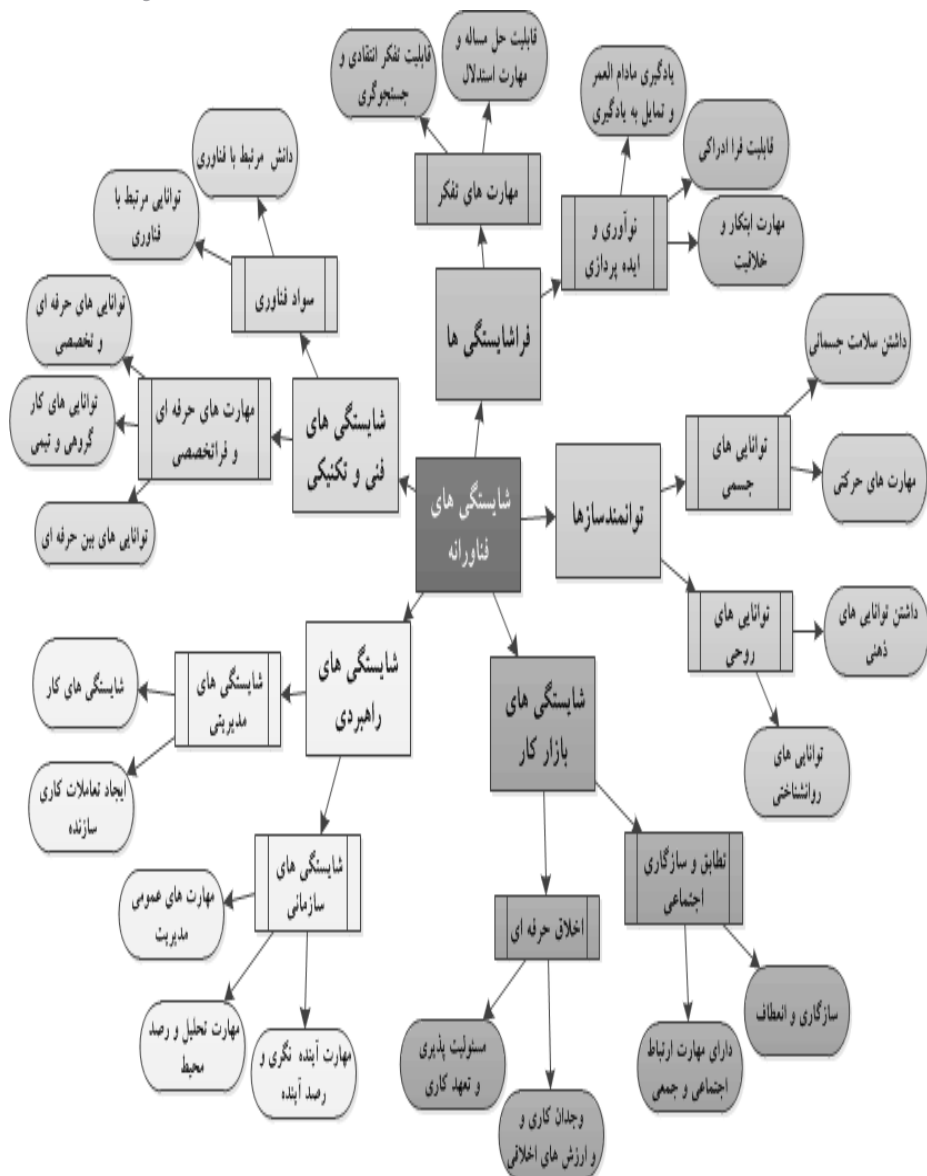 قابلیت حل مساله و
مهارت استدلال
قابلیت تفکر انتقادی و
جستجوگری
یادگیری مادام العمر
و تمایل به یادگیری
قابلیت فرا ادراکی
مهارت ابتکار و
خلاقیت
مهارت های تفکر
نوآوری و
ایده پردازی
فراشایستگی ها
دانش مرتبط با فناوری
توانایی مرتبط با
فناوری
سواد فناوری
توانایی های حرفه ای
و تخصصی
توانایی های کار
گروهی و تیمی
توانایی های بین حرفه ای
مهارت های حرفه ای
و فراتخصصی
شایستگی های
فنی و تکنیکی
شایستگی های
فناورانه
توانمندسازها
توانایی های
جسمی
داشتن سلامت جسمانی
مهارت های حرکتی
توانایی های
روحی
داشتن توانایی های
ذهنی
توانایی های
روانشناختی
شایستگی های
راهبردی
شایستگی های
مدیریتی
شایستگی های کار
ایجاد تعاملات کاری
سازنده
شایستگی های
سازمانی
مهارت های عمومی
مدیریت
مهارت تحلیل و رصد
محیط
مهارت آینده نگری و
رصد آینده
شایستگی های
بازار کار
تطابق و سازگاری
اجتماعی
سازگاری و انعطاف
دارای مهارت ارتباط
اجتماعی و جمعی
اخلاق حرفه ای
مسئولیت پذیری
و تعهد کاری
وجدان کاری و
و ارزش های اخلاقی